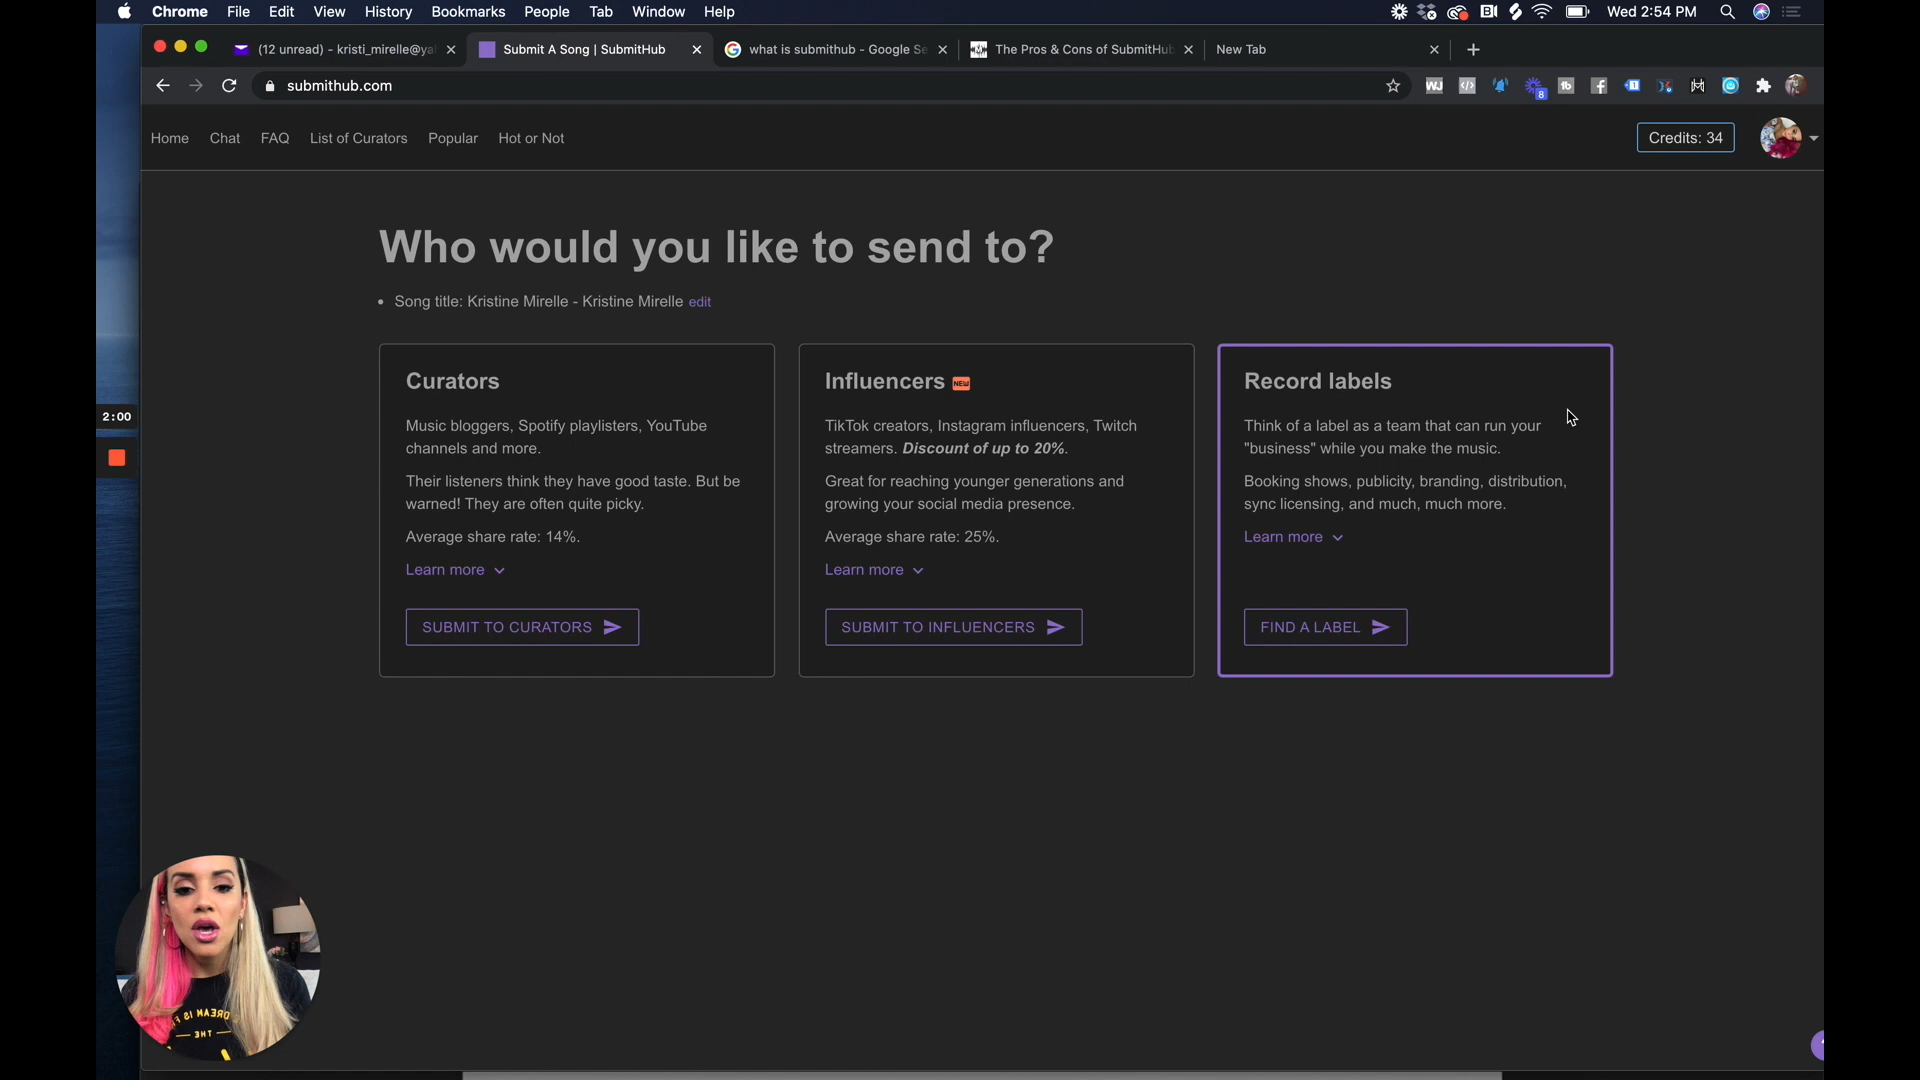 Chrome File Edit View History Bookmarks People Tab Window Help
Wed 2:54 PM
(12 unread) - kristi_mirelle@ya
Submit A Song | SubmitHub
what is submithub - Google Se
The Pros & Cons of SubmitHub
New Tab
submithub.com
8
Home Chat FAQ List of Curators Popular Hot or Not
Credits: 34
Who would you like to send to?
• Song title: Kristine Mirelle - Kristine Mirelle edit
Curators
Music bloggers, Spotify playlisters, YouTube
channels and more.
Their listeners think they have good taste. But be
warned! They are often quite picky.
Average share rate: 14%.
Learn more
SUBMIT TO CURATORS
Influencers NEW
TikTok creators, Instagram influencers, Twitch
streamers. Discount of up to 20%.
Great for reaching younger generations and
growing your social media presence.
Average share rate: 25%.
Learn more
SUBMIT TO INFLUENCERS
Record labels
Think of a label as a team that can run your
"business" while you make the music.
Booking shows, publicity, branding, distribution,
sync licensing, and much, much more.
Learn more
FIND A LABEL
2:00
DREAM IS F
THE